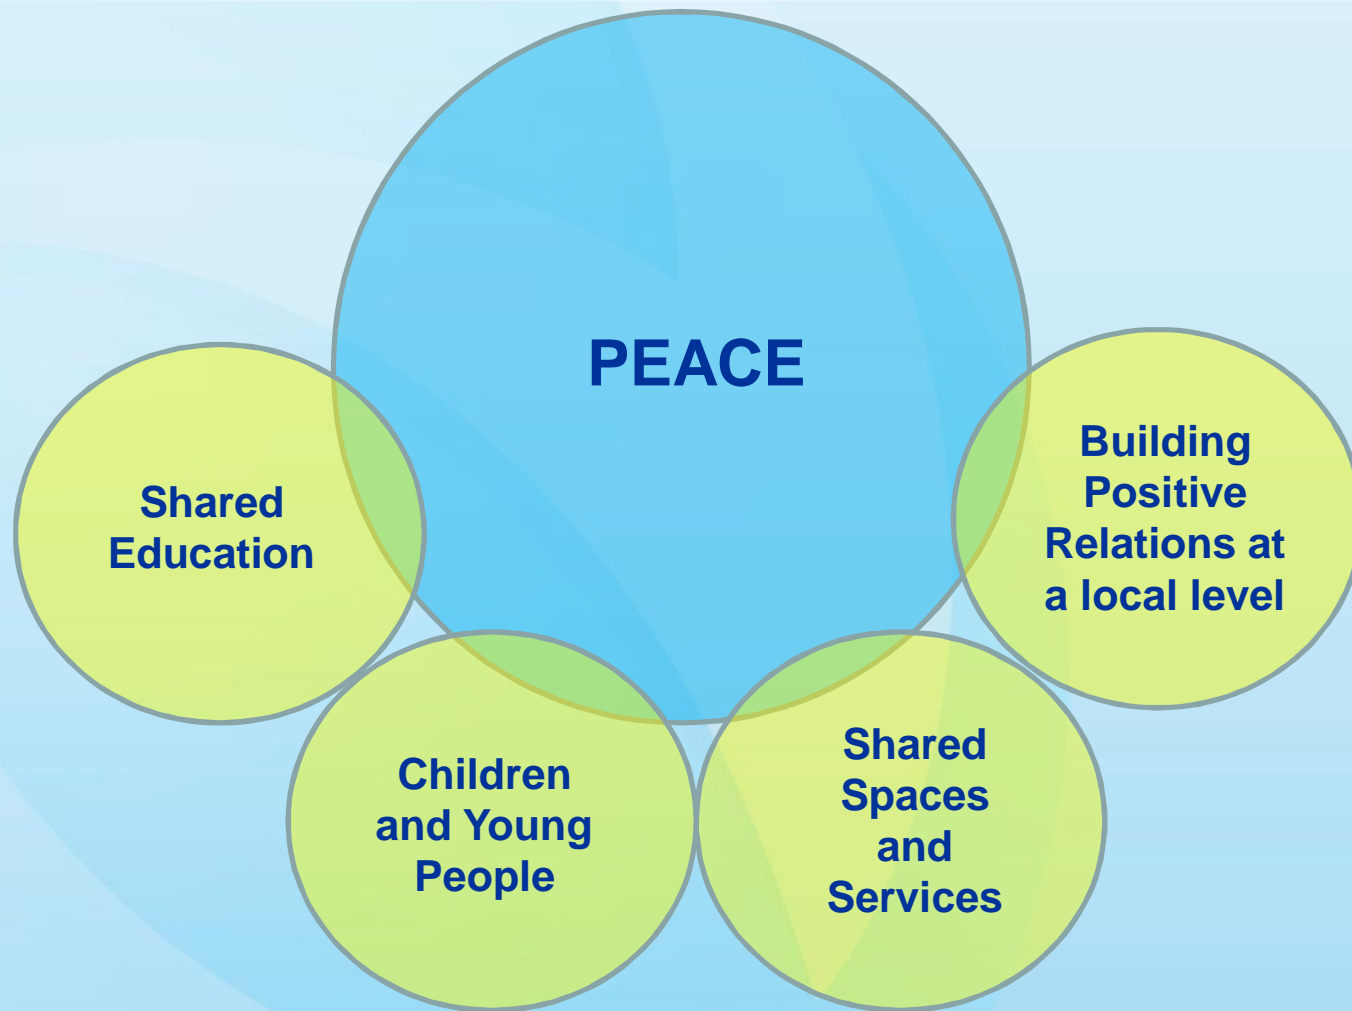 PEACE
Shared
Education
Children
and Young
People
Shared
Spaces
and
Services
Building
Positive
Relations at
a local level